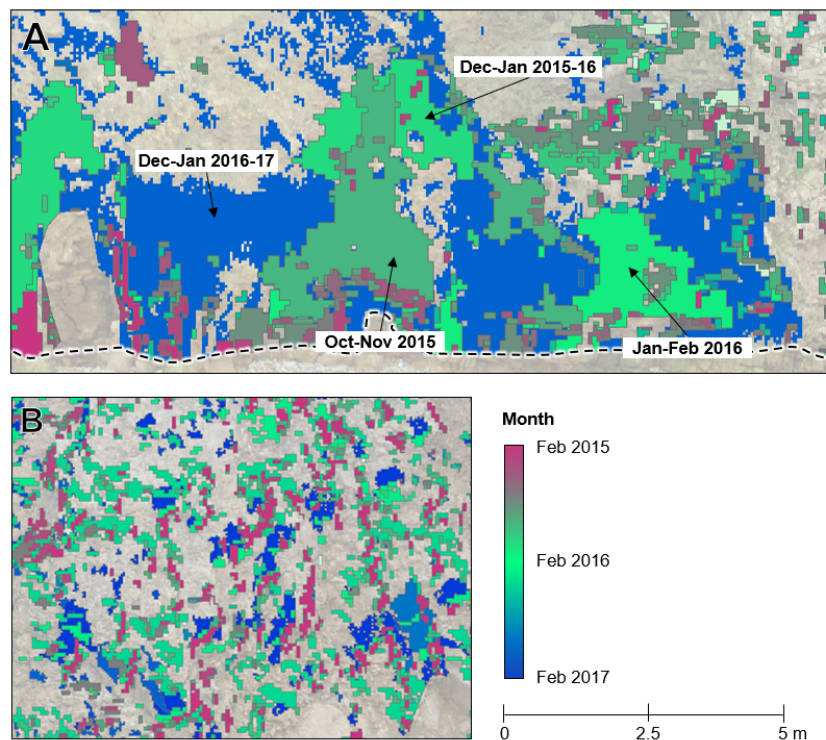 A
Dec-Jan 2015-16
Dec-Jan 2016-17
Oct-Nov 2015
Jan-Feb 2016
B
Month
Feb 2015
Feb 2016
Feb 2017
0 2.5 5 m